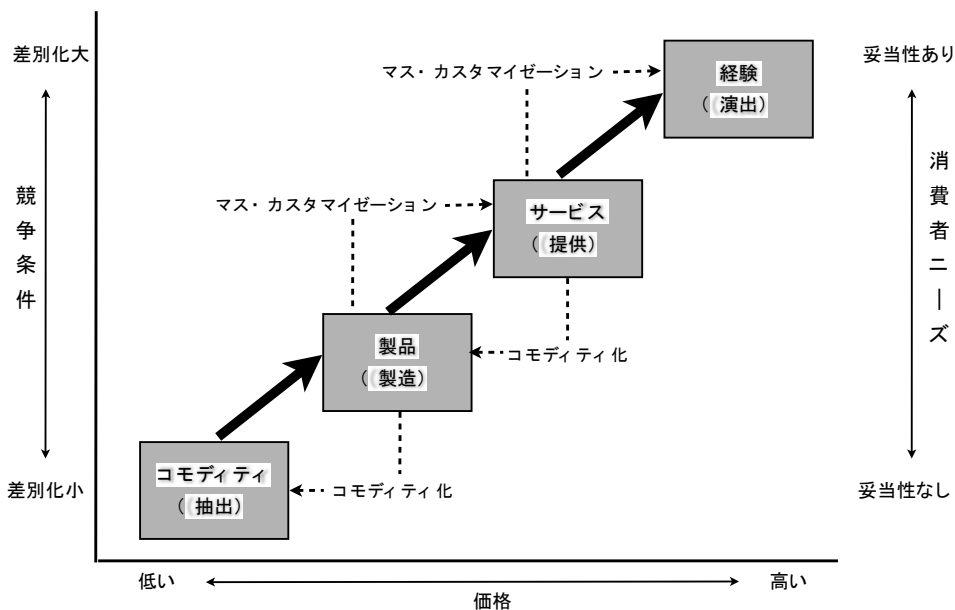 差別化大
妥当性あり
マス・カスタマイゼーション
経験
(演出)
競争条件
消費者ニーズ
マス・カスタマイゼーション
サービス
(提供)
製品
(製造)
コモディティ化
コモディティ
(抽出)
コモディティ化
差別化小
妥当性なし
低い
高い
価格